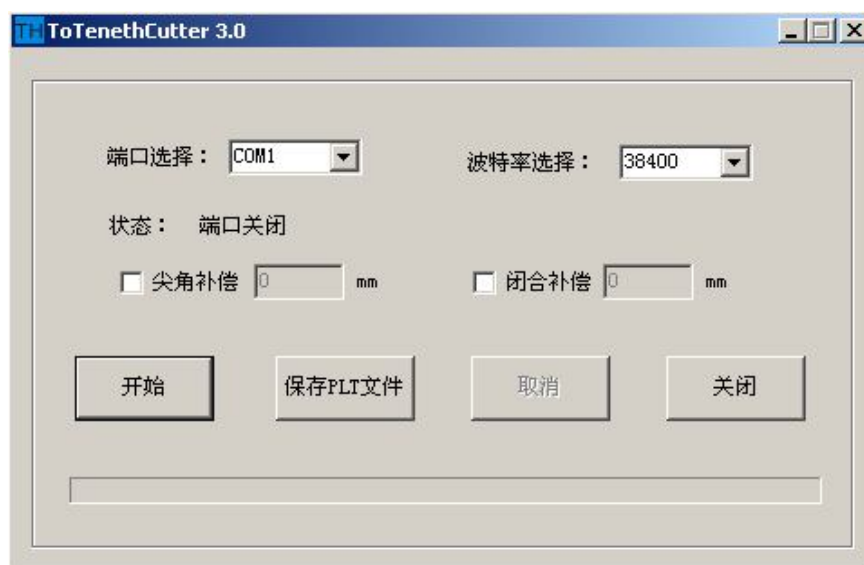 TH ToTenethCutter 3.0
端口选择： COM1 波特率选择： 38400
状态： 端口关闭
尖角补偿 0 mm 闭合补偿 0 mm
开始 保存PLT文件 取消 关闭